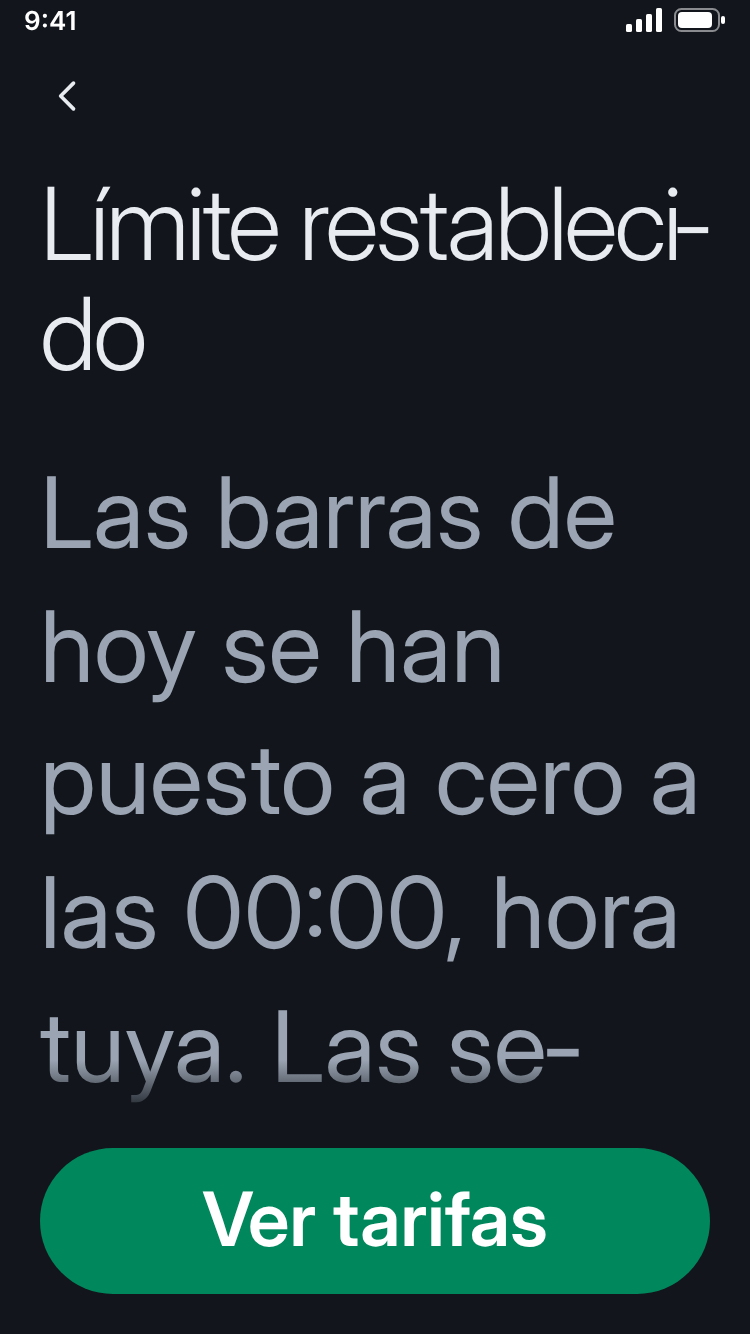 9:41
Límite restableci-
do
Las barras de
hoy se han
puesto a cero a
las 00:00, hora
tuya. Las se-
Ver tarifas